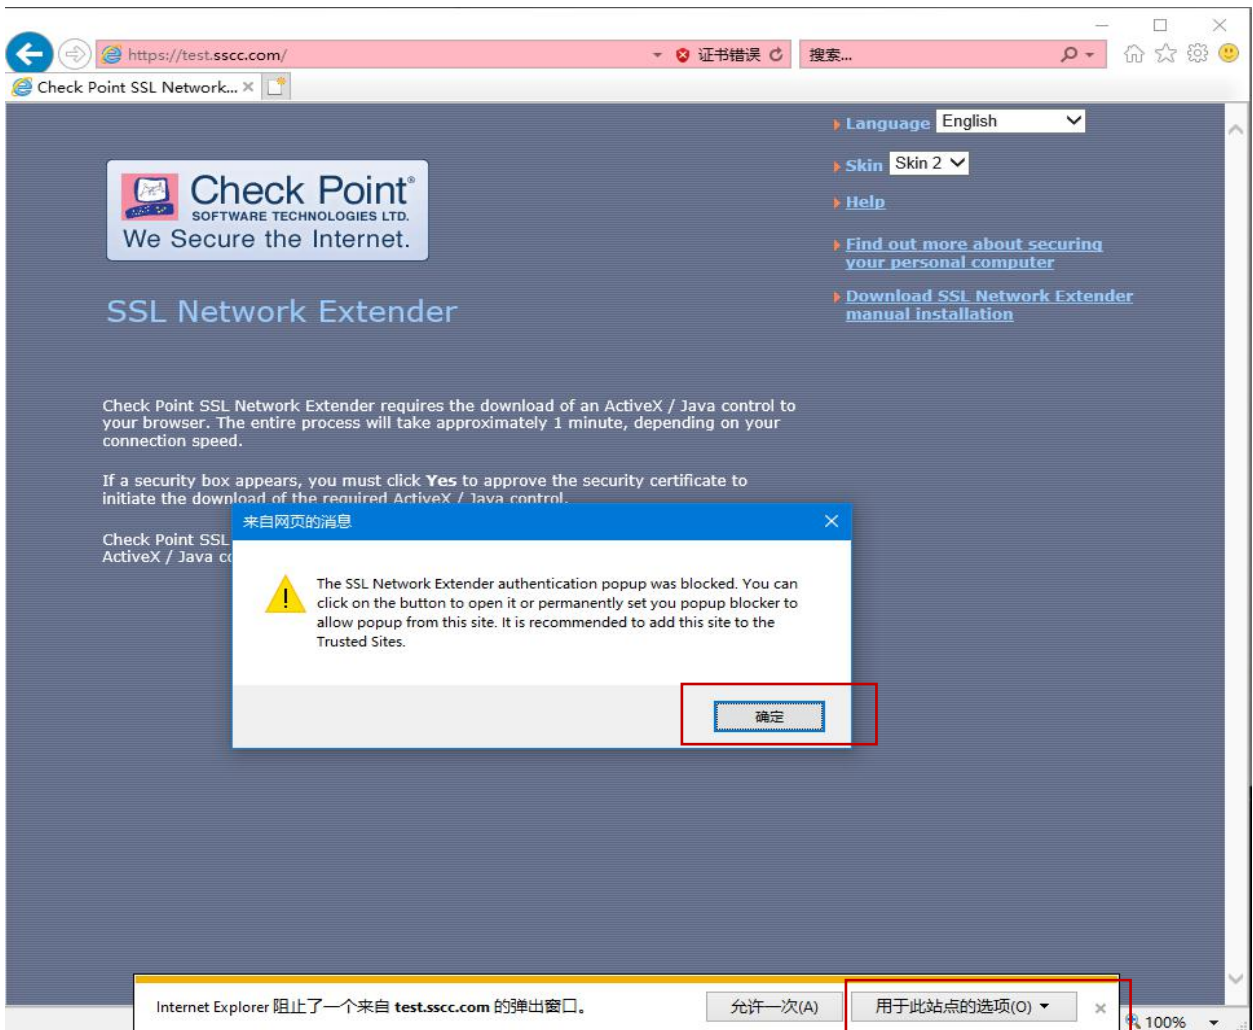 https://test.sscc.com/
证书错误
搜索...
Check Point SSL Network...
Language English
Skin Skin 2
Help
Find out more about securing
your personal computer
Download SSL Network Extender
manual installation
Check Point®
SOFTWARE TECHNOLOGIES LTD.
We Secure the Internet.
SSL Network Extender
Check Point SSL Network Extender requires the download of an ActiveX / Java control to
your browser. The entire process will take approximately 1 minute, depending on your
connection speed.
If a security box appears, you must click Yes to approve the security certificate to
initiate the download of the required ActiveX / Java control.
Check Point SSL
ActiveX / Java
来自网页的消息
The SSL Network Extender authentication popup was blocked. You can
click on the button to open it or permanently set you popup blocker to
allow popup from this site. It is recommended to add this site to the
Trusted Sites.
确定
Internet Explorer 阻止了一个来自 test.sscc.com 的弹出窗口。
允许一次(A)
用于此站点的选项(O)
100%